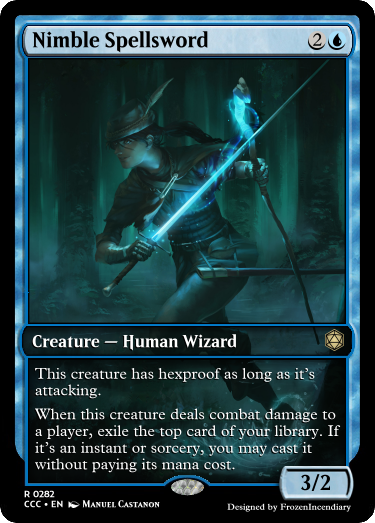 Nimble Spellsword 2
Creature — Human Wizard
This creature has hexproof as long as it's
attacking.
When this creature deals combat damage to
a player, exile the top card of your library. If
it's an instant or sorcery, you may cast it
without paying its mana cost.
3/2
R 0282
CCC • EN Manuel Castanon
Designed by FrozenIncendiary